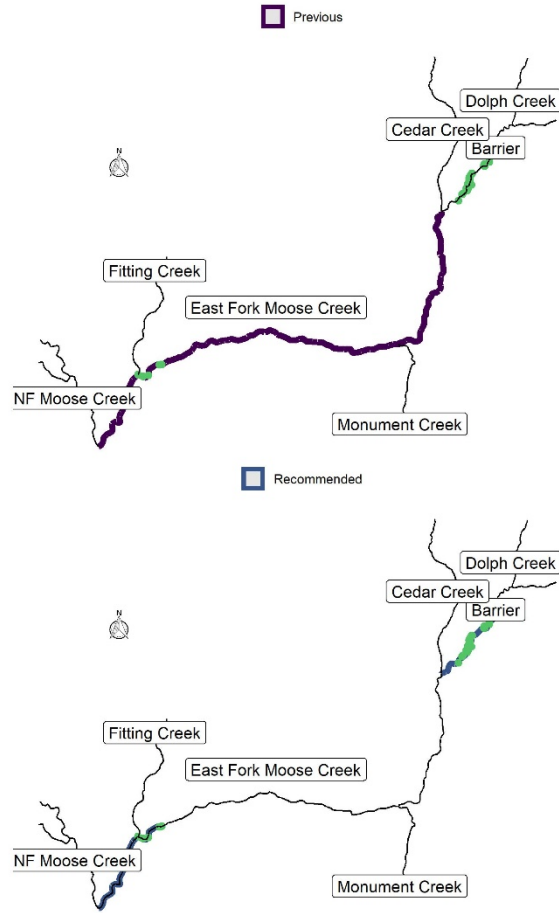 Previous
Dolph Creek
Cedar Creek
Barrier
N
Fitting Creek
East Fork Moose Creek
NF Moose Creek
Monument Creek
Recommended
Dolph Creek
Cedar Creek
Barrier
N
Fitting Creek
East Fork Moose Creek
NF Moose Creek
Monument Creek